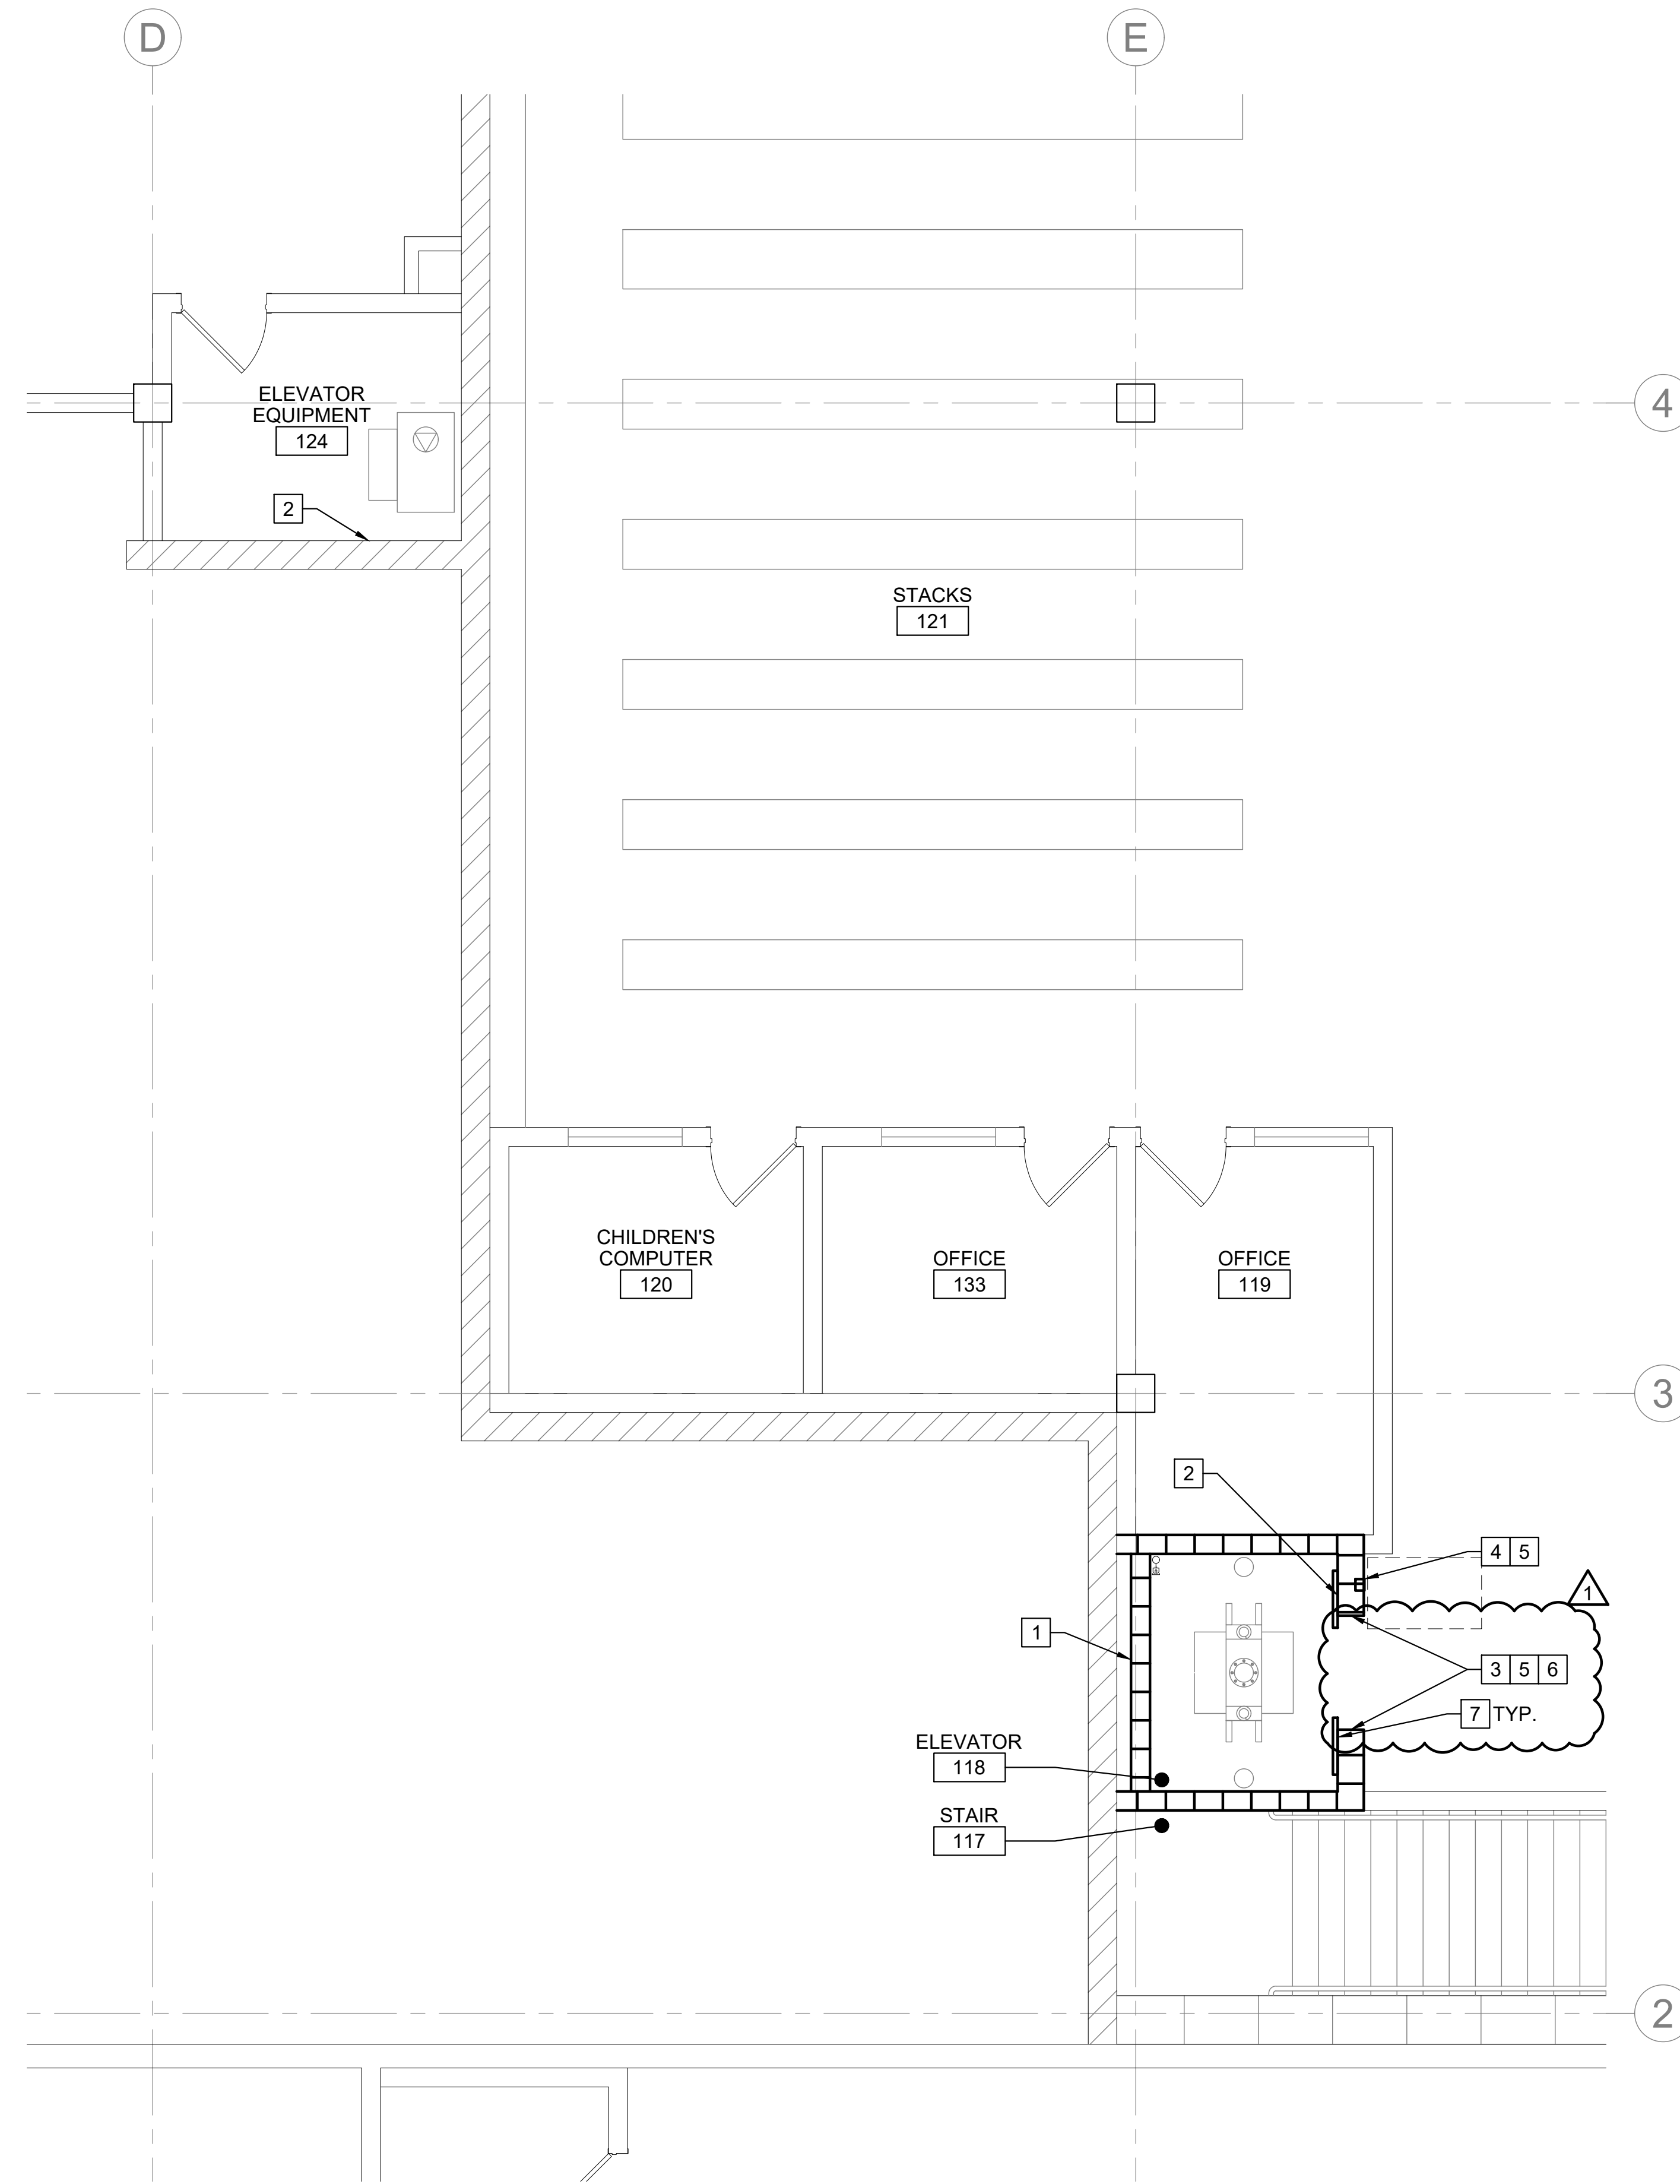 D
E
4
ELEVATOR
EQUIPMENT
124
2
STACKS
121
CHILDREN'S
COMPUTER
120
OFFICE
133
OFFICE
119
3
2
4 5
1
1
3 5 6
7 TYP.
ELEVATOR
118
STAIR
117
2